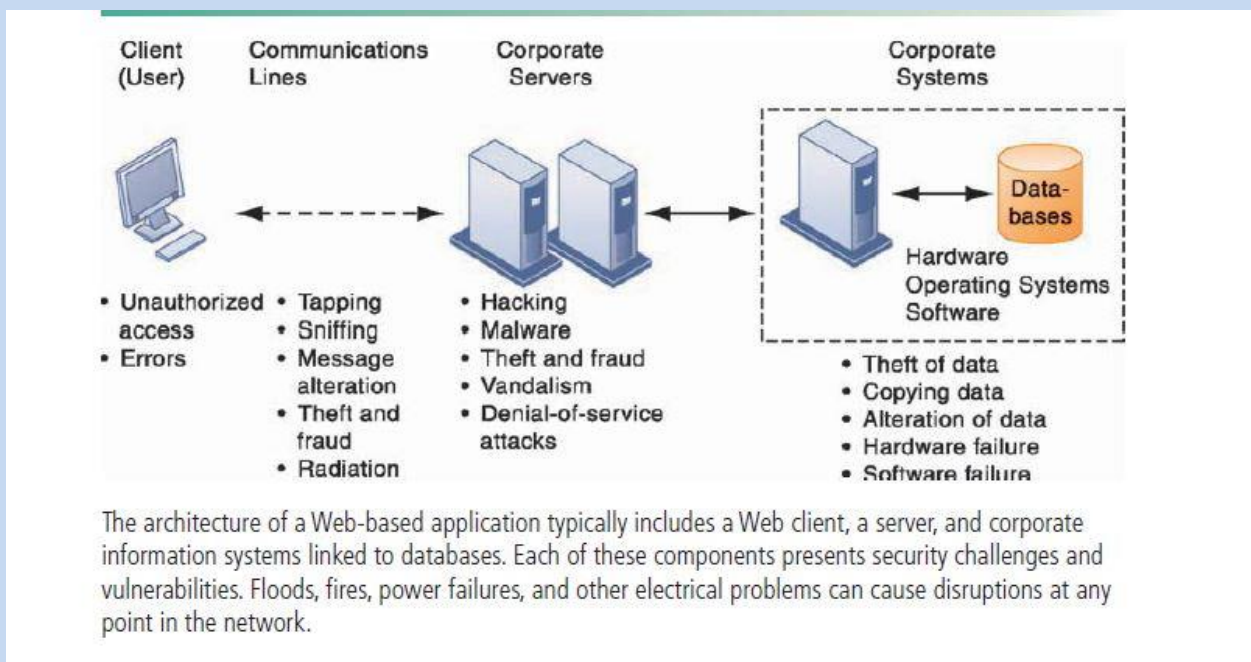 Client
(User)
Communications
Lines
Corporate
Servers
Corporate
Systems
Data-
bases
Hardware
Operating Systems
Software
• Unauthorized
access
• Errors
• Tapping
• Sniffing
• Message
alteration
• Theft and
fraud
• Radiation
• Hacking
• Malware
• Theft and fraud
• Vandalism
• Denial-of-service
attacks
• Theft of data
• Copying data
• Alteration of data
• Hardware failure
• Software failure
The architecture of a Web-based application typically includes a Web client, a server, and corporate
information systems linked to databases. Each of these components presents security challenges and
vulnerabilities. Floods, fires, power failures, and other electrical problems can cause disruptions at any
point in the network.